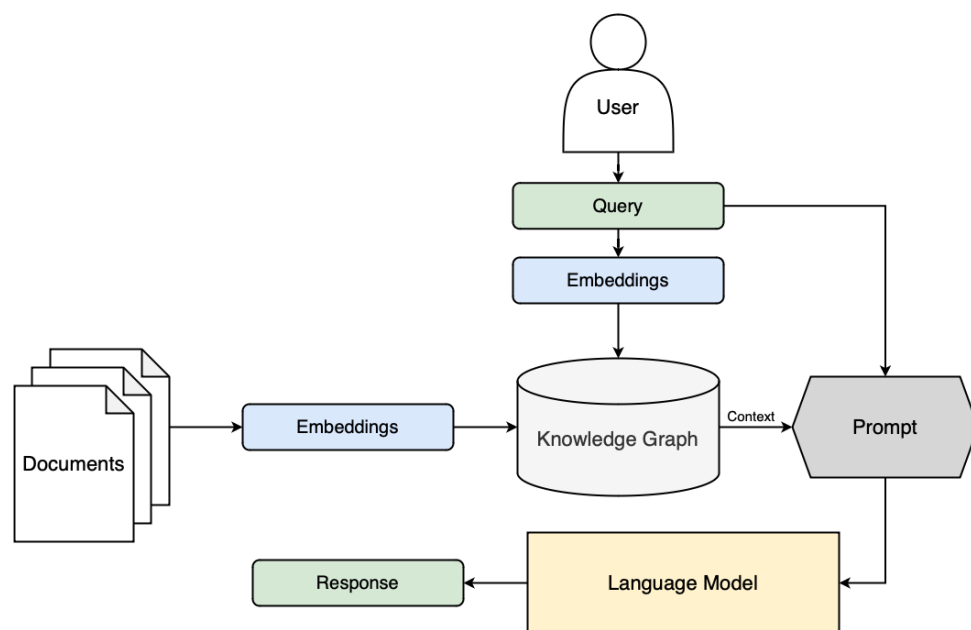 User
Query
Embeddings
Documents
Embeddings
Knowledge Graph
Context
Prompt
Response
Language Model